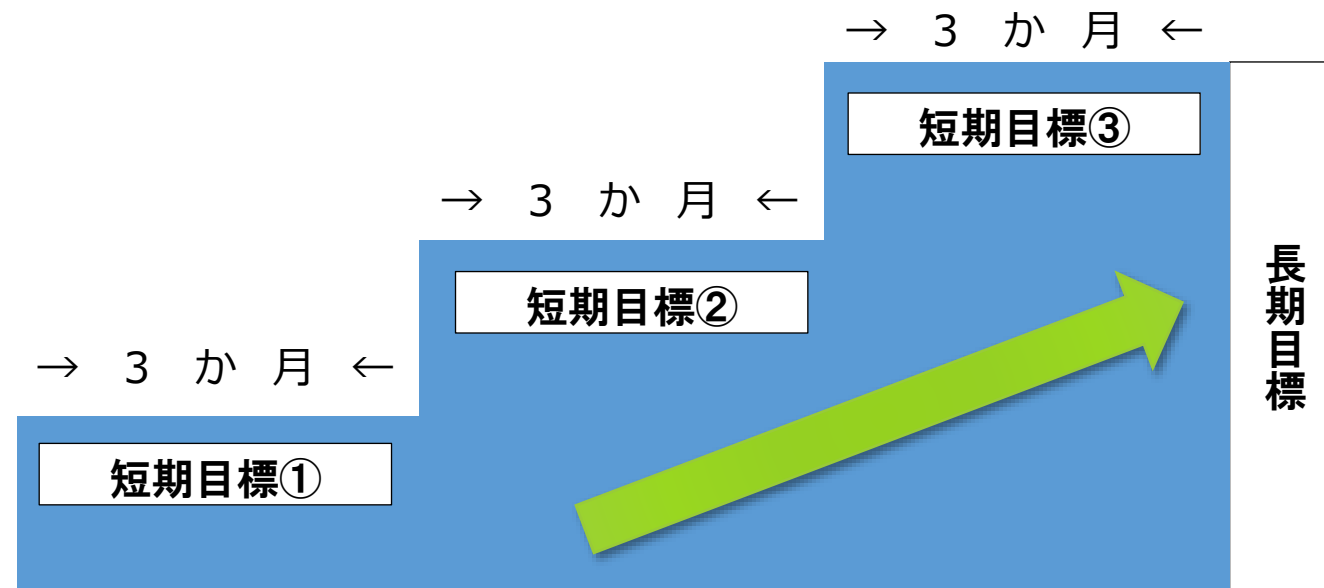 → 3 か 月 ←
短期目標③
→ 3 か 月 ←
短期目標②
→ 3 か 月 ←
短期目標①
長期目標